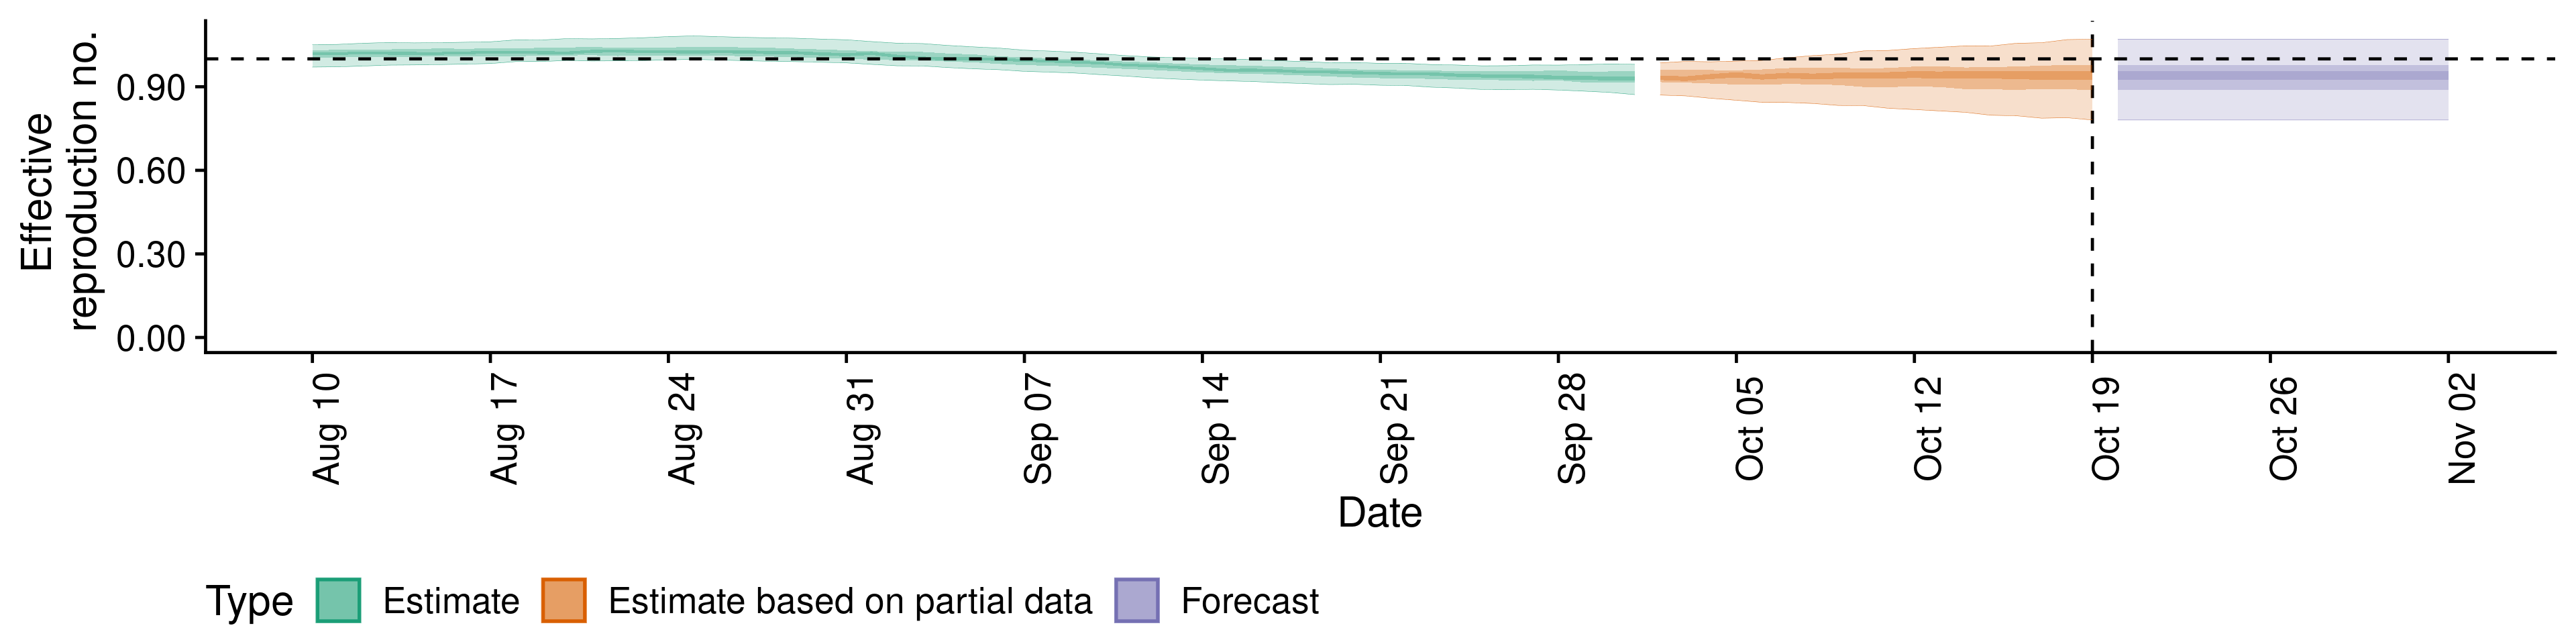 Effective
reproduction no.
0.90
0.60
0.30
0.00
Aug 10
Aug 17
Aug 24
Aug 31
Sep 07
Sep 14
Sep 21
Sep 28
Oct 05
Oct 12
Oct 19
Oct 26
Nov 02
Date
Type Estimate Estimate based on partial data Forecast